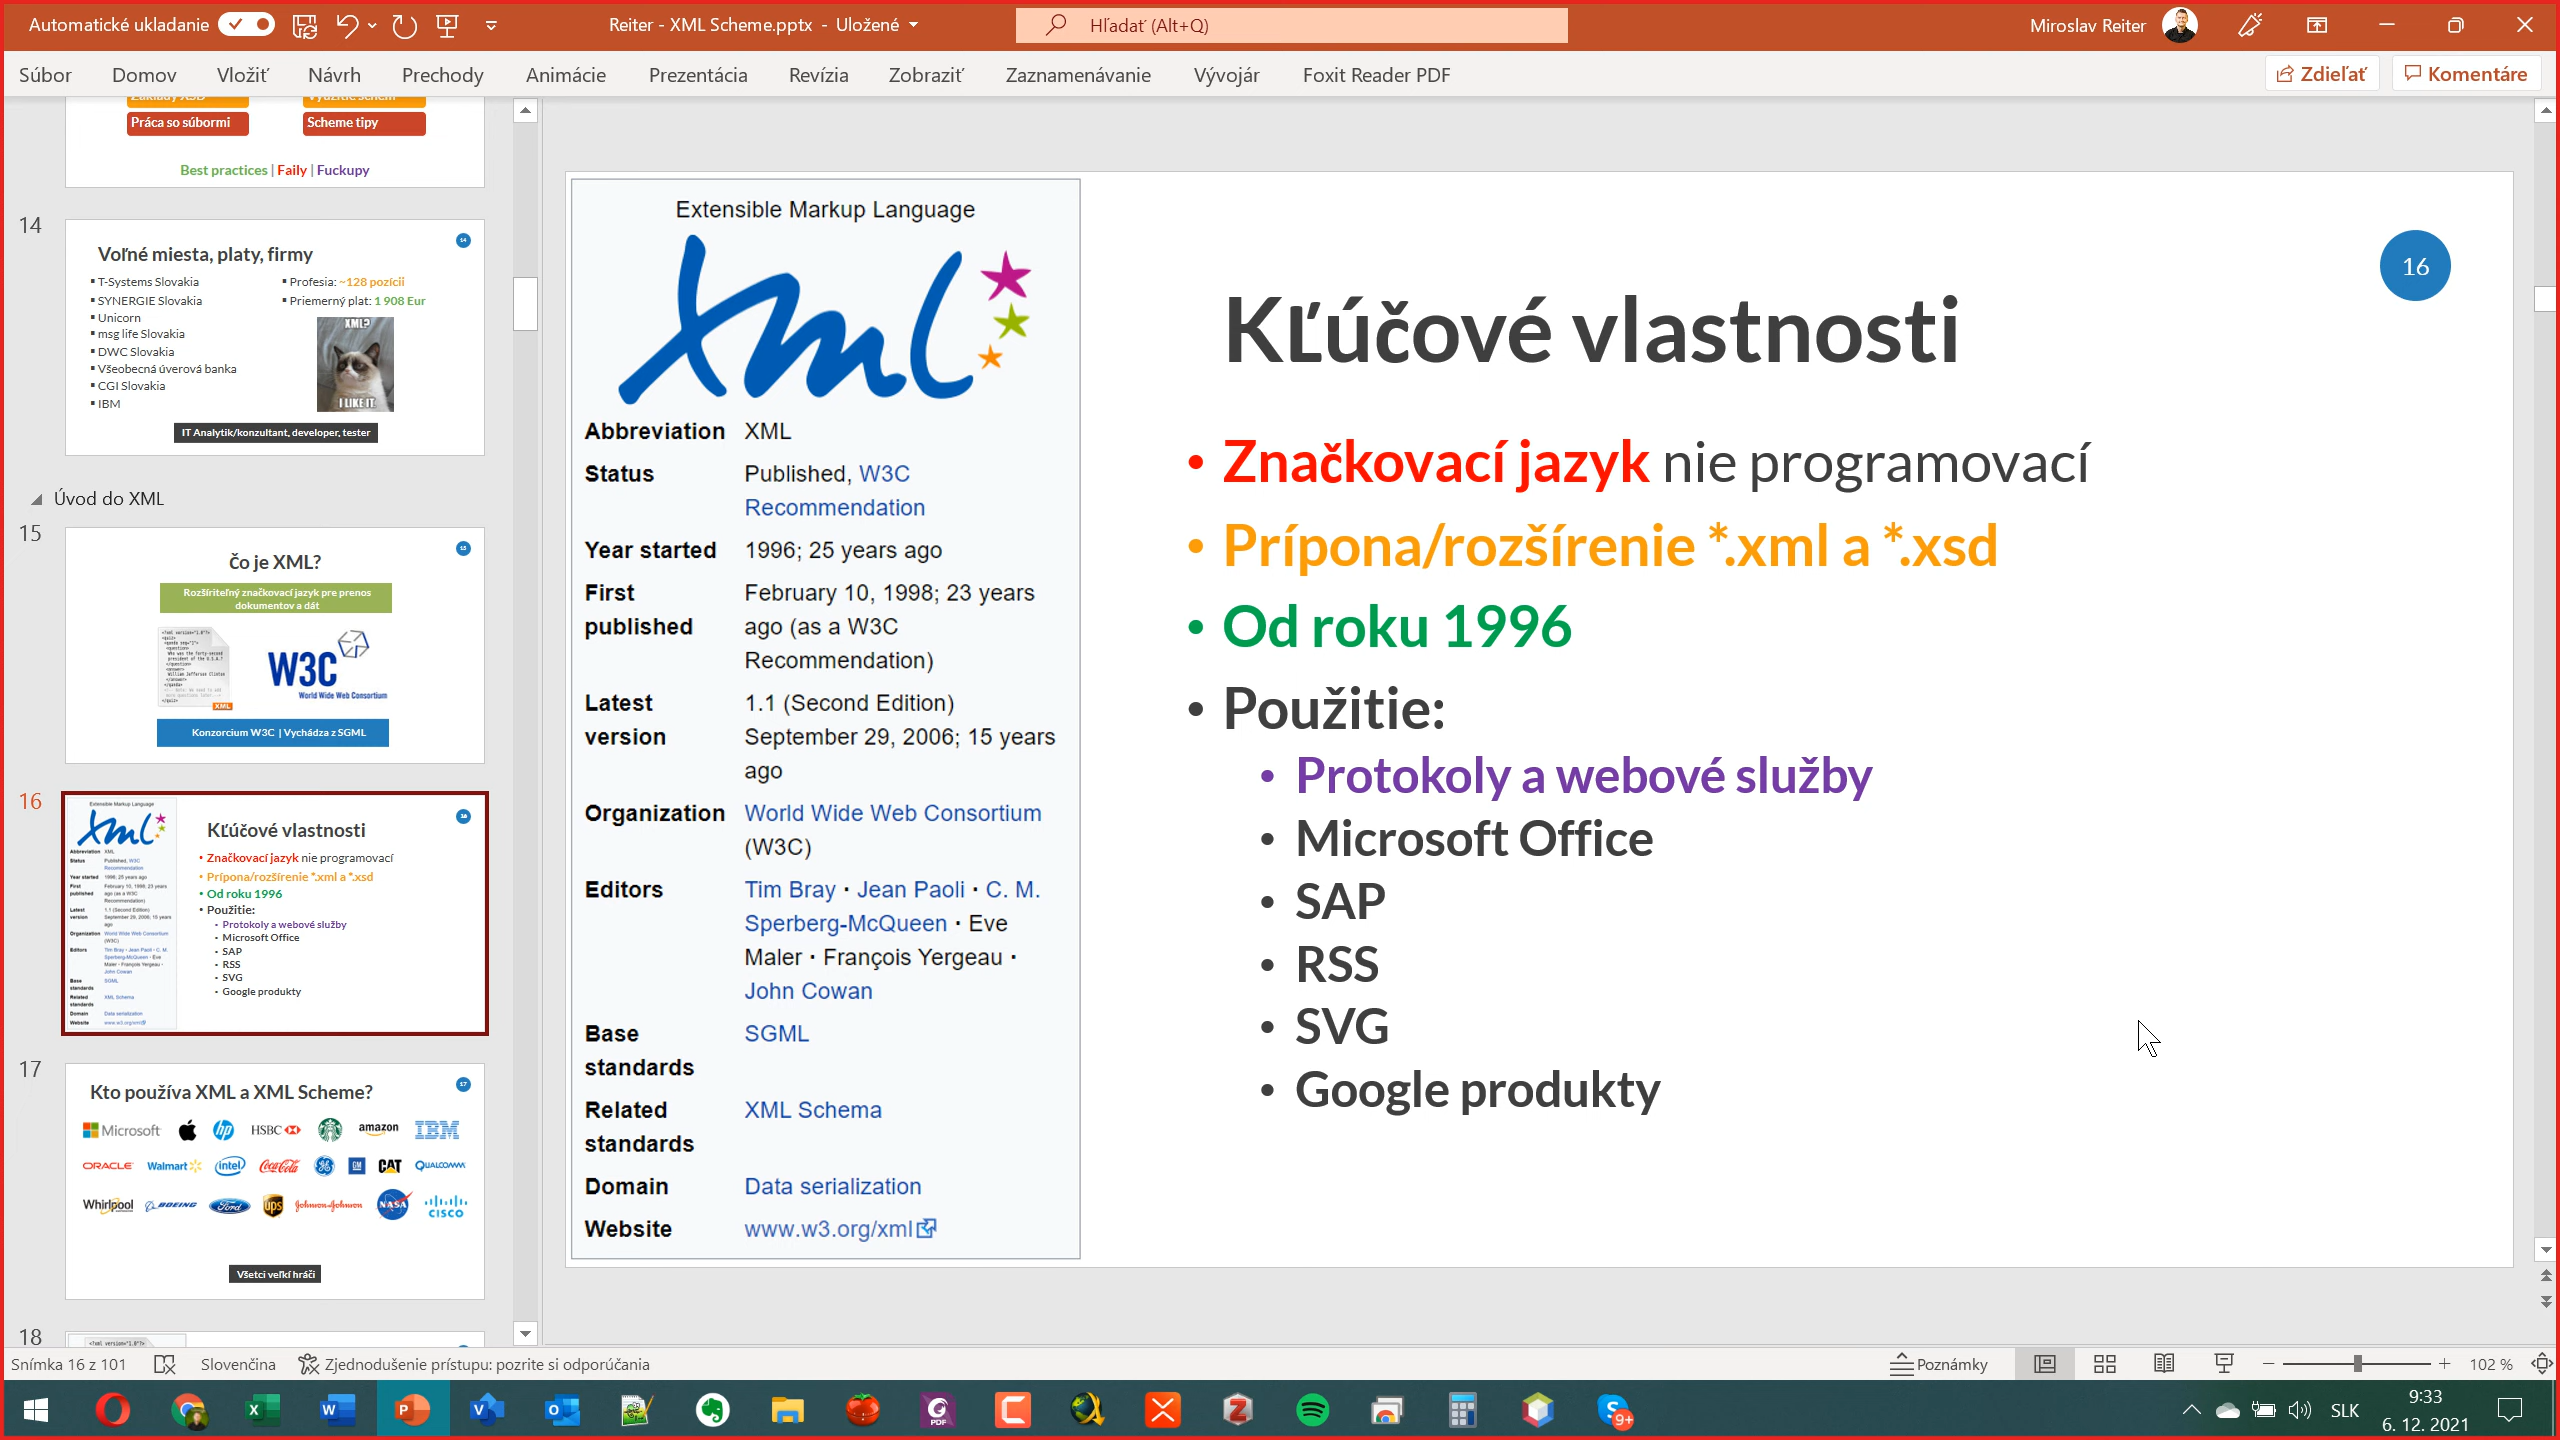 Automatické ukladanie
Reiter - XML Scheme.pptx - Uložené
Hľadať (Alt+Q)
Miroslav Reiter
Súbor Domov Vložiť Návrh Prechody Animácie Prezentácia Revízia Zobraziť Zaznamenávanie Vývojár Foxit Reader PDF
Zdieľať Komentáre
Práca so súbormi Scheme tipy
Best practices | Faily | Fuckupy
14
Voľné miesta, platy, firmy
14
T-Systems Slovakia
SYNERGIE Slovakia
Unicorn
msg life Slovakia
DWC Slovakia
Všeobecná úverová banka
CGI Slovakia
IBM
Profesia: ~128 pozícií
Priemerný plat: 1 908 Eur
XML?
I LIKE IT
IT Analytik/konzultant, developer, tester
Úvod do XML
15
Čo je XML?
15
Rozšíriteľný značkovací jazyk pre prenos
dokumentov a dát
XML
W3C
World Wide Web Consortium
Konzorcium W3C | Vychádza z SGML
16
Kľúčové vlastnosti
16
Značkovací jazyk nie programovací
Prípona/rozšírenie *.xml a *.xsd
Od roku 1996
Použitie:
Protokoly a webové služby
Microsoft Office
SAP
RSS
SVG
Google produkty
17
Kto používa XML a XML Scheme?
17
Microsoft hp HSBC amazon IBM
ORACLE Walmart intel Coca-Cola GE GM CAT QUALCOMM
Whirlpool BOEING Ford ups Johnson & Johnson NASA CISCO
Všetci veľkí hráči
18
Extensible Markup Language
Xml
Abbreviation XML
Status Published, W3C
Recommendation
Year started 1996; 25 years ago
First February 10, 1998; 23 years
published ago (as a W3C
Recommendation)
Latest 1.1 (Second Edition)
version September 29, 2006; 15 years
ago
Organization World Wide Web Consortium
(W3C)
Editors Tim Bray · Jean Paoli · C. M.
Sperberg-McQueen · Eve
Maler · François Yergeau ·
John Cowan
Base SGML
standards
Related XML Schema
standards
Domain Data serialization
Website www.w3.org/xml
16
KĽúčové vlastnosti
• Značkovací jazyk nie programovací
• Prípona/rozšírenie *.xml a *.xsd
• Od roku 1996
• Použitie:
• Protokoly a webové služby
• Microsoft Office
• SAP
• RSS
• SVG
• Google produkty
Snímka 16 z 101 Slovenčina Zjednodušenie prístupu: pozrite si odporúčania
Poznámky
102 %
9+
SLK
9:33
6. 12. 2021